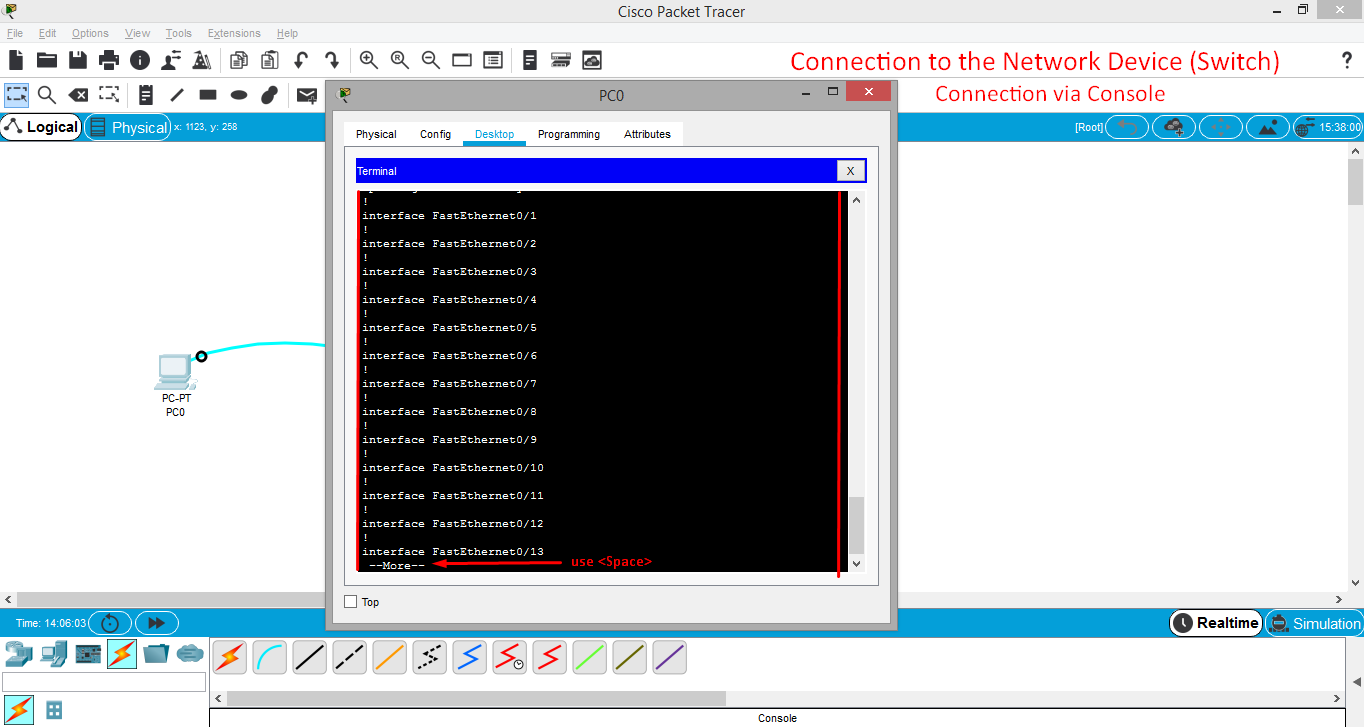 Cisco Packet Tracer
File Edit Options View Tools Extensions Help
Connection to the Network Device (Switch)
?
Connection via Console
PC0
Logical
Physical
x: 1123, y: 258
[Root]
15:38:00
Physical Config Desktop Programming Attributes
Terminal
X
!
interface FastEthernet0/1
!
interface FastEthernet0/2
!
interface FastEthernet0/3
!
interface FastEthernet0/4
!
interface FastEthernet0/5
!
interface FastEthernet0/6
!
interface FastEthernet0/7
!
interface FastEthernet0/8
!
interface FastEthernet0/9
!
interface FastEthernet0/10
!
interface FastEthernet0/11
!
interface FastEthernet0/12
!
interface FastEthernet0/13
--More--
use <Space>
PC-PT
PC0
Top
Time: 14:06:03
Realtime
Simulation
Console